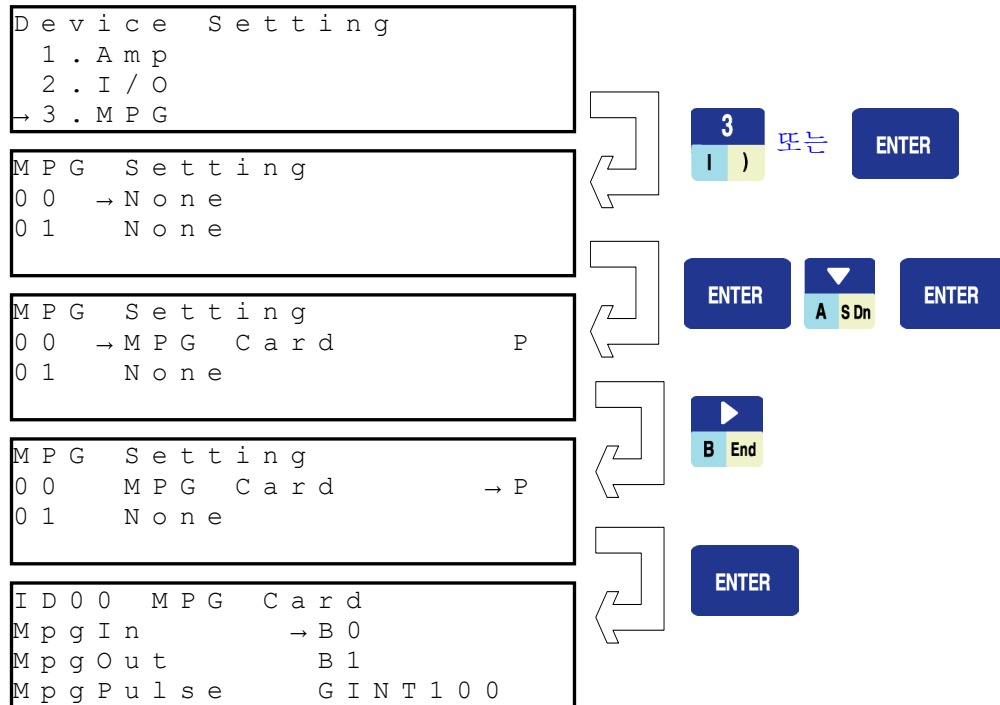 Device Setting
1.Amp
2.I/O
→3.MPG
3
I )
또는
ENTER
MPG Setting
00 →None
01 None
ENTER
A S Dn
ENTER
MPG Setting
00 →MPG Card P
01 None
B End
MPG Setting
00 MPG Card →P
01 None
ENTER
ID00 MPG Card
MpgIn →B0
MpgOut B1
MpgPulse GINT100